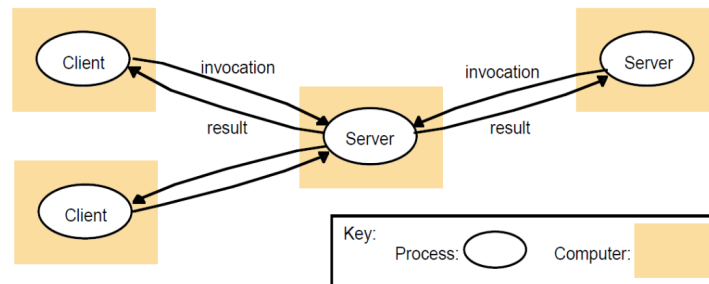 Client
invocation
result
Server
invocation
result
Server
Client
Key:
Process:
Computer: